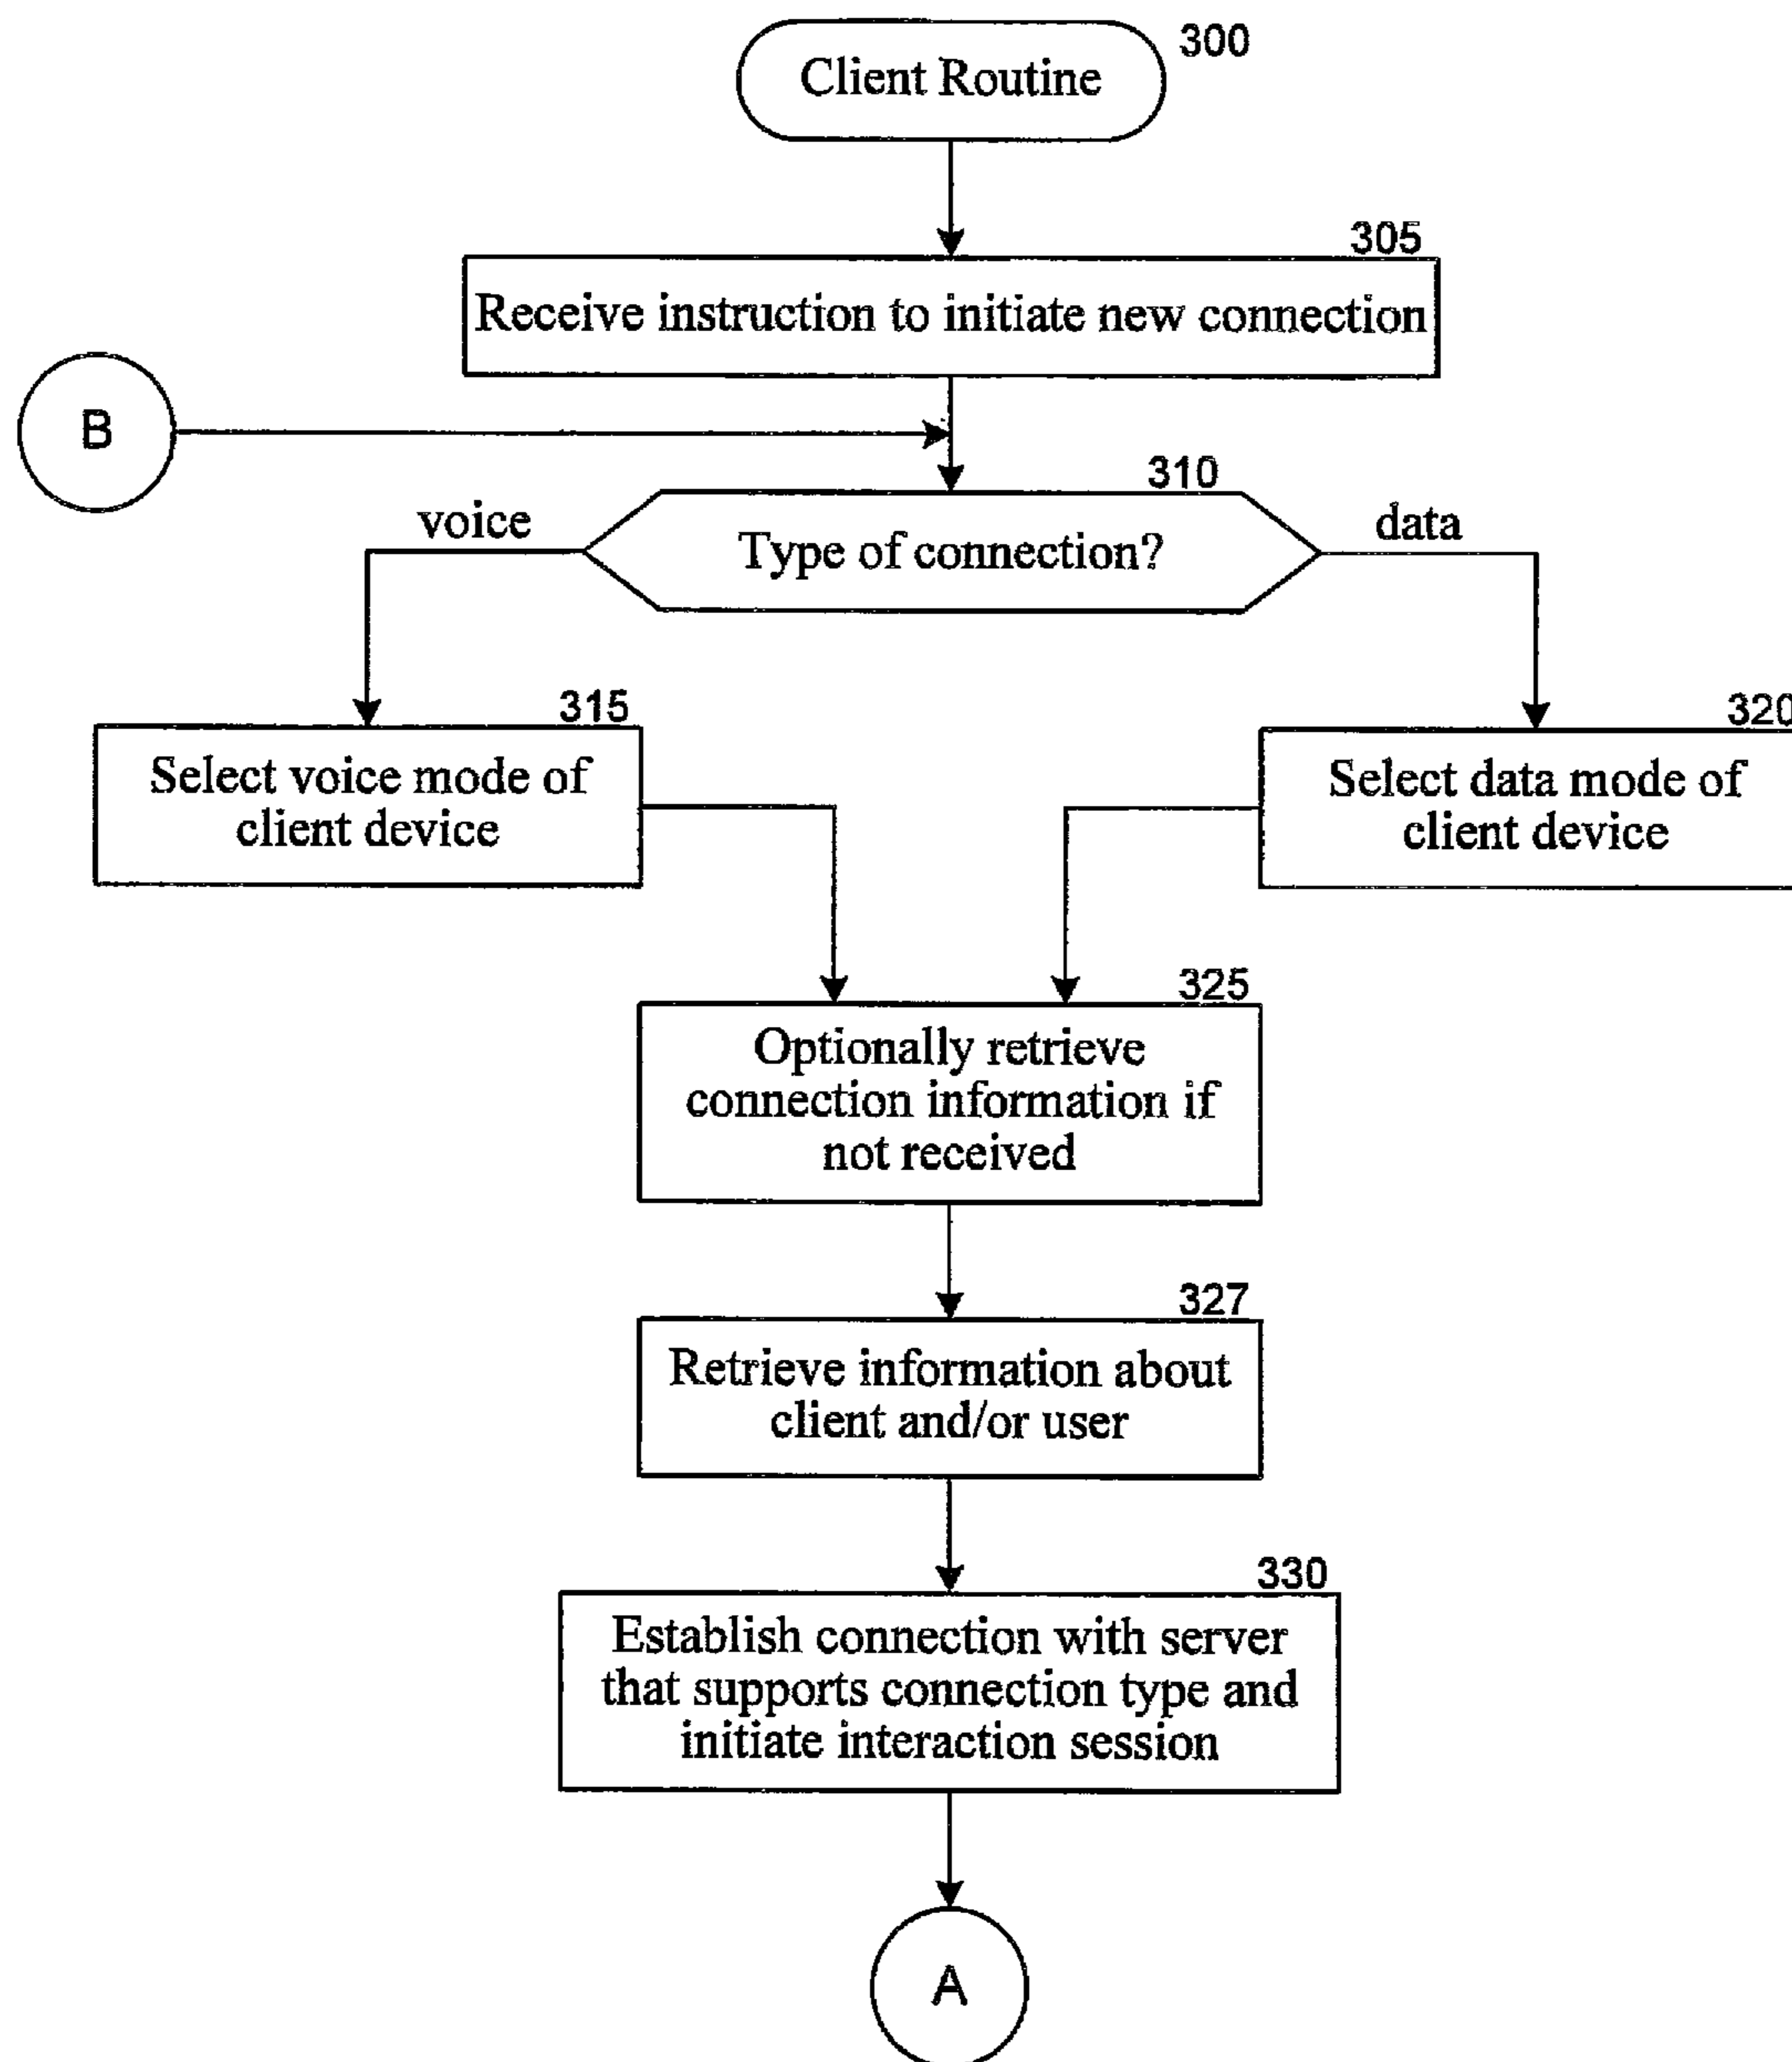 300
Client Routine
305
Receive instruction to initiate new connection
B
310
voice
Type of connection?
data
315
320
Select voice mode of
client device
Select data mode of
client device
325
Optionally retrieve
connection information if
not received
327
Retrieve information about
client and/or user
330
Establish connection with server
that supports connection type and
initiate interaction session
A